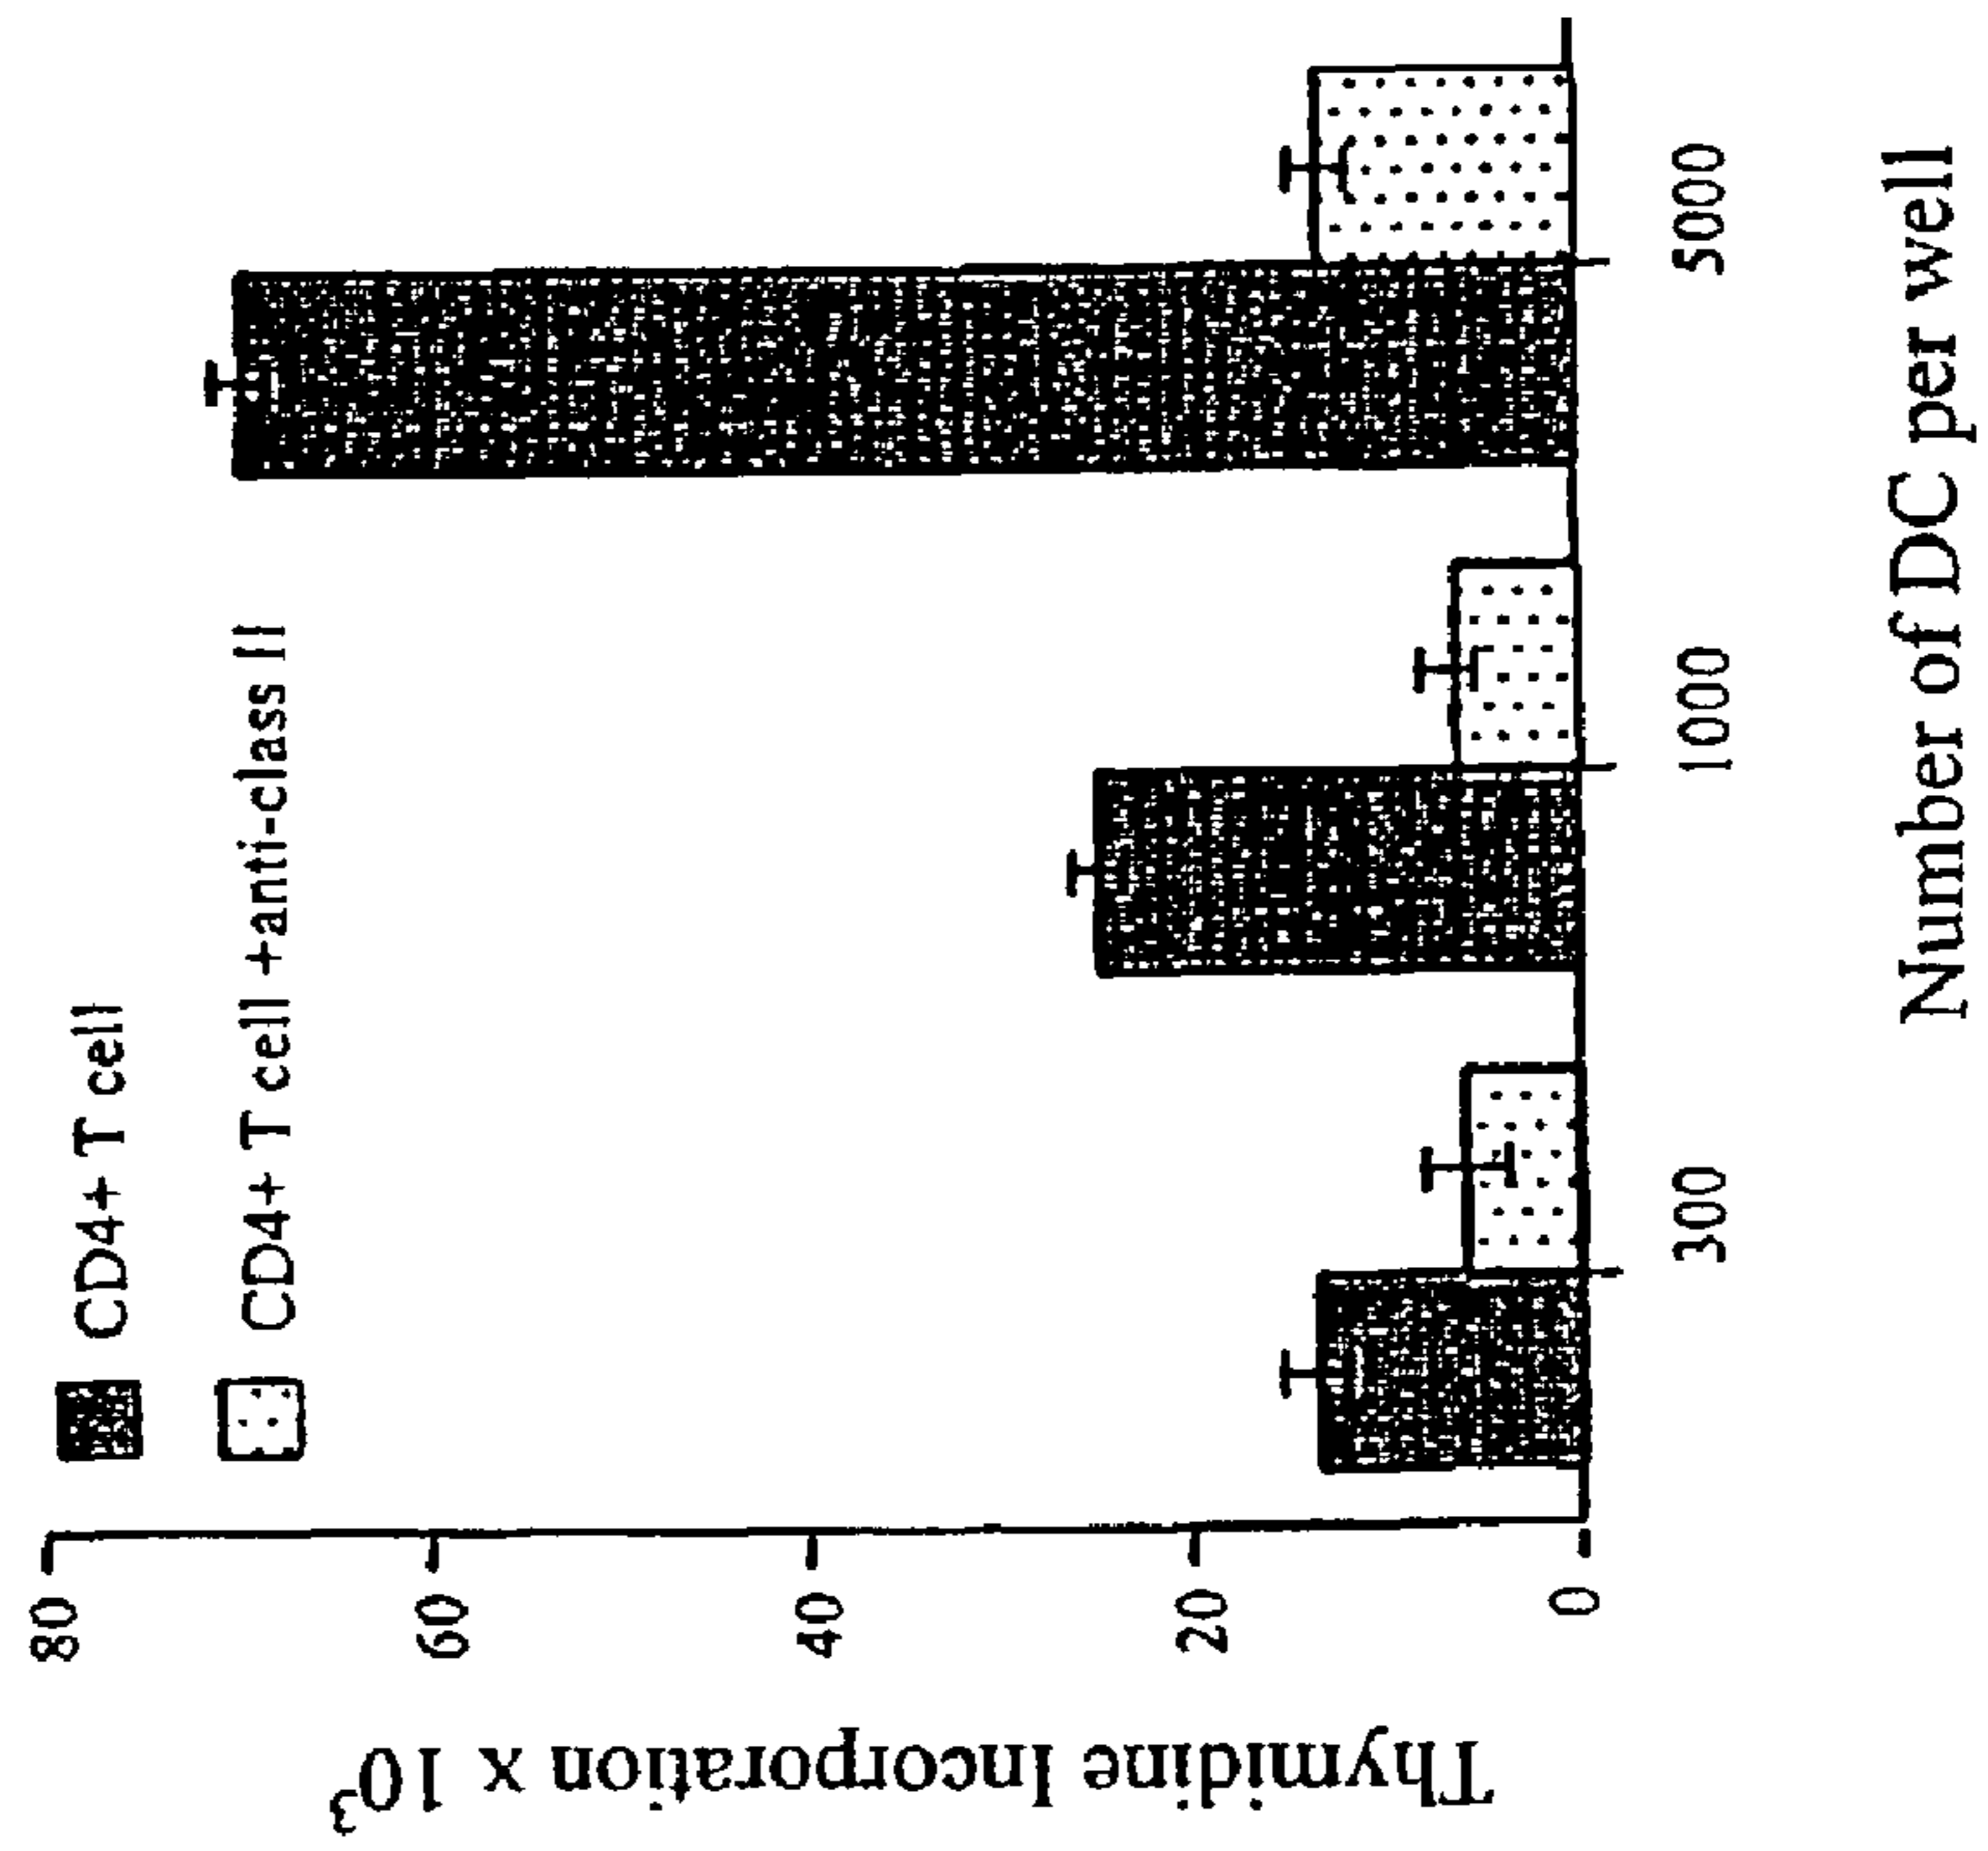 CD4+ T cell
CD4+ T cell +anti-class II
80
60
40
20
0
Thymidine Incorporation x 10³
300
1000
5000
Number of DC per well